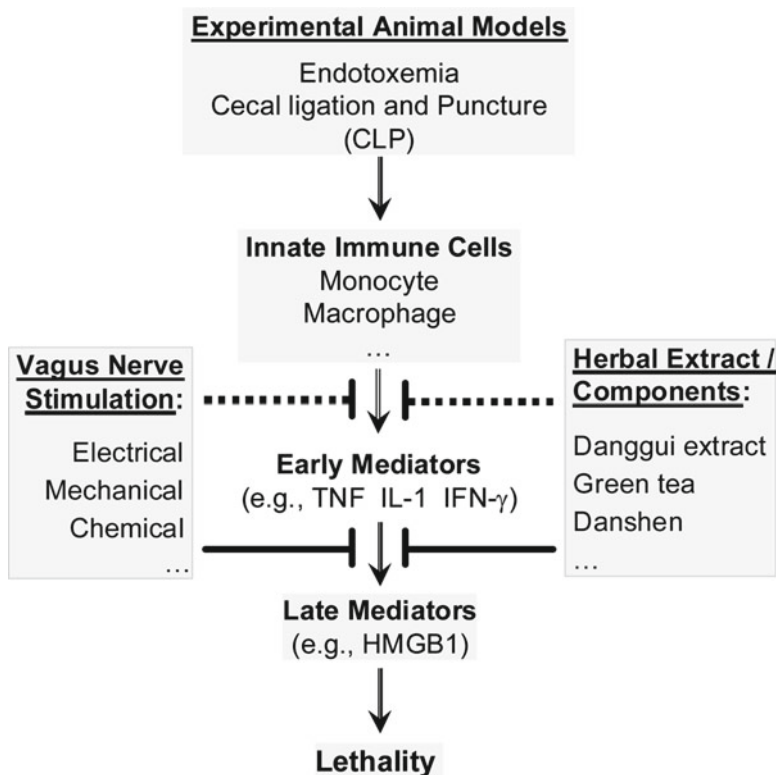 Experimental Animal Models
Endotoxemia
Cecal ligation and Puncture
(CLP)
Innate Immune Cells
Monocyte
Macrophage
...
Vagus Nerve
Stimulation:
Electrical
Mechanical
Chemical
...
Herbal Extract /
Components:
Danggui extract
Green tea
Danshen
...
Early Mediators
(e.g., TNF IL-1 IFN-γ)
Late Mediators
(e.g., HMGB1)
Lethality